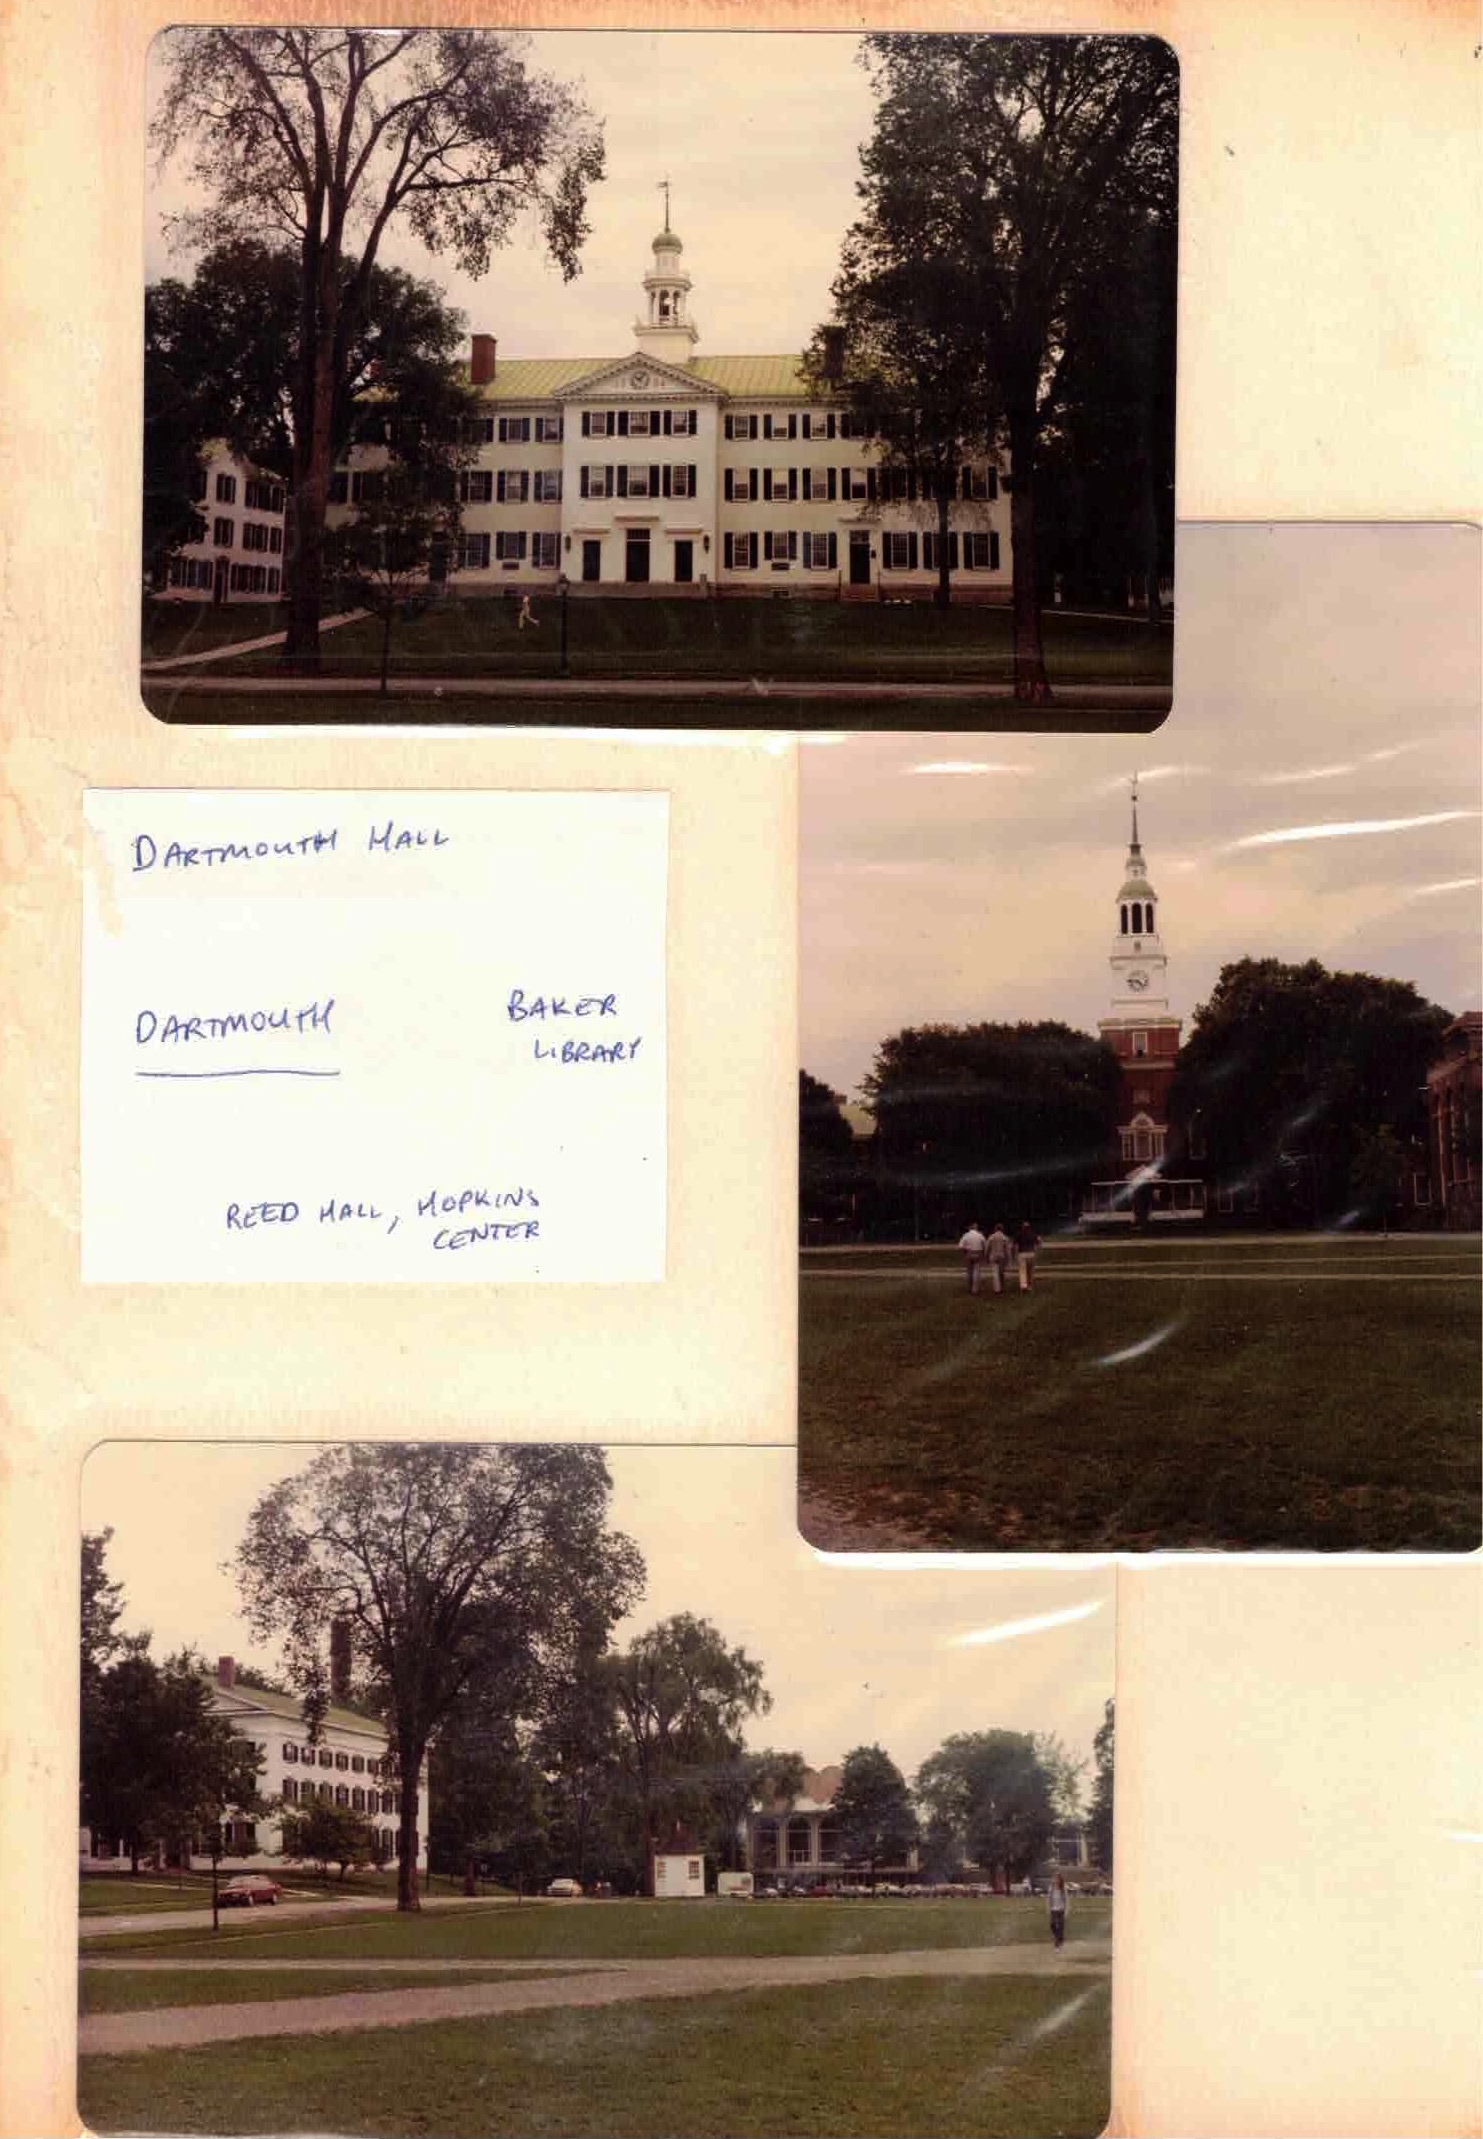 DARTMOUTH HALL
DARTMOUTH
BAKER
LIBRARY
REED HALL, HOPKINS
CENTER